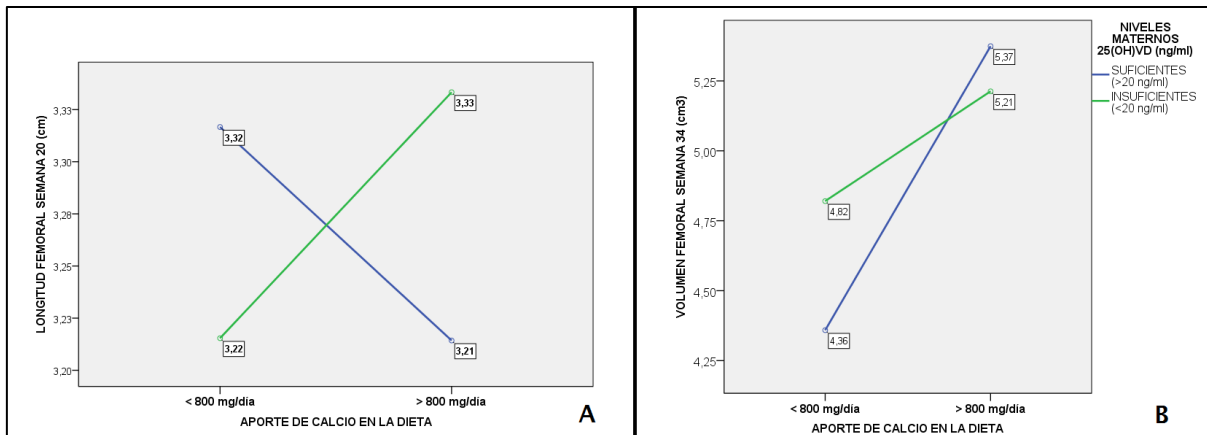 LONGITUD FEMORAL SEMANA 20 (cm)
3,33
3,30
3,28
3,25
3,23
3,20
3,32
3,33
3,22
3,21
< 800 mg/día
> 800 mg/día
APORTE DE CALCIO EN LA DIETA
A
VOLUMEN FEMORAL SEMANA 34 (cm3)
5,25
5,00
4,75
4,50
4,25
5,37
5,21
4,82
4,36
< 800 mg/día
> 800 mg/día
APORTE DE CALCIO EN LA DIETA
B
NIVELES
MATERNOS
25(OH)VD (ng/ml)
SUFICIENTES
(>20 ng/ml)
INSUFICIENTES
(<20 ng/ml)